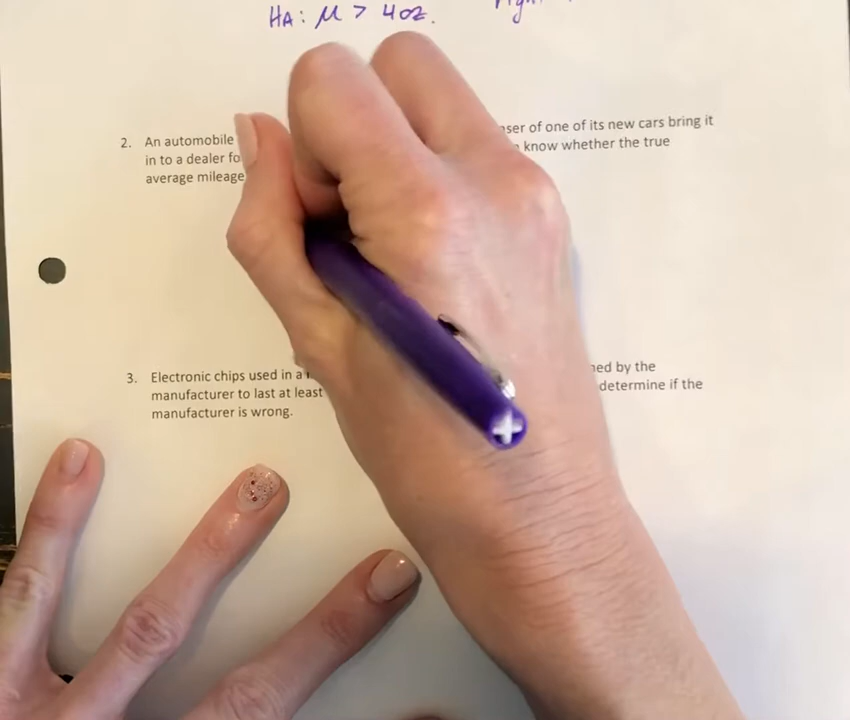 HA: μ > 4oz.
2. An automobile ser of one of its new cars bring it
in to a dealer know whether the true
average mileage
3. Electronic chips used in a by the
manufacturer to last at least determine if the
manufacturer is wrong.